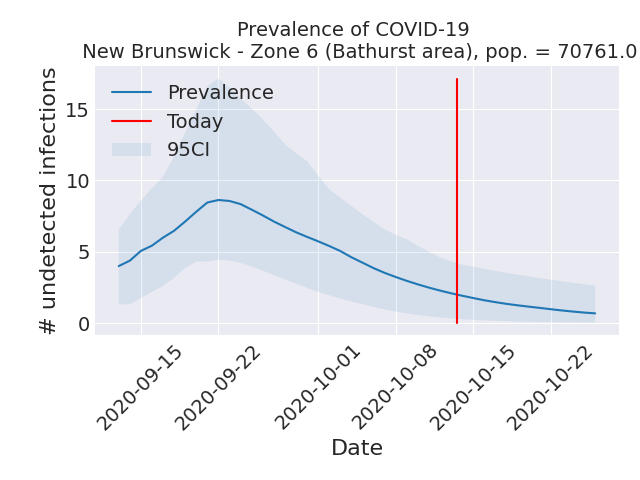 Prevalence of COVID-19
New Brunswick - Zone 6 (Bathurst area), pop. = 70761.0
Prevalence
Today
95CI
# undetected infections
15
10
5
0
2020-09-15
2020-09-22
2020-10-01
2020-10-08
2020-10-15
2020-10-22
Date